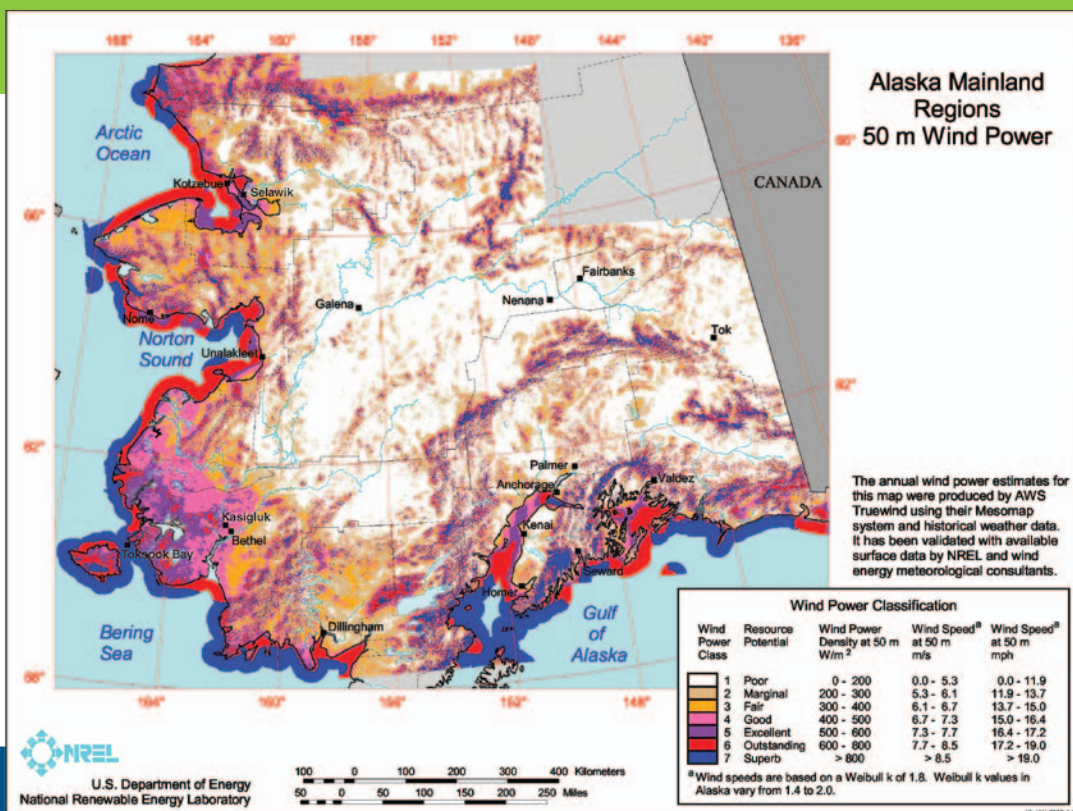 168° 164° 160° 156° 152° 148° 144° 140° 136°
Alaska Mainland
Regions
50 m Wind Power
Arctic
Ocean
CANADA
Kotzebue
Selawik
66°
66°
Fairbanks
Galena
Nenana
Nome
Tok
Norton
Sound
Unalakleet
62°
62°
Palmer
Anchorage
Valdez
Kenai
Kasigluk
Bethel
Toksook Bay
Seward
Homer
Dillingham
Gulf
of
Alaska
Bering
Sea
The annual wind power estimates for
this map were produced by AWS
Truewind using their Mesomap
system and historical weather data.
It has been validated with available
surface data by NREL and wind
energy meteorological consultants.
164° 160° 152°
Wind Power Classification
Wind Power Class Resource Potential Wind Power Density at 50 m W/m² Wind Speedª at 50 m m/s Wind Speedª at 50 m mph
1 Poor 0 - 200 0.0 - 5.3 0.0 - 11.9
2 Marginal 200 - 300 5.3 - 6.1 11.9 - 13.7
3 Fair 300 - 400 6.1 - 6.7 13.7 - 15.0
4 Good 400 - 500 6.7 - 7.3 15.0 - 16.4
5 Excellent 500 - 600 7.3 - 7.7 16.4 - 17.2
6 Outstanding 600 - 800 7.7 - 8.5 17.2 - 19.0
7 Superb > 800 > 8.5 > 19.0
ª Wind speeds are based on a Weibull k of 1.8. Weibull k values in
Alaska vary from 1.4 to 2.0.
NREL
U.S. Department of Energy
National Renewable Energy Laboratory
100 0 100 200 300 400 Kilometers
50 0 50 100 150 200 250 Miles